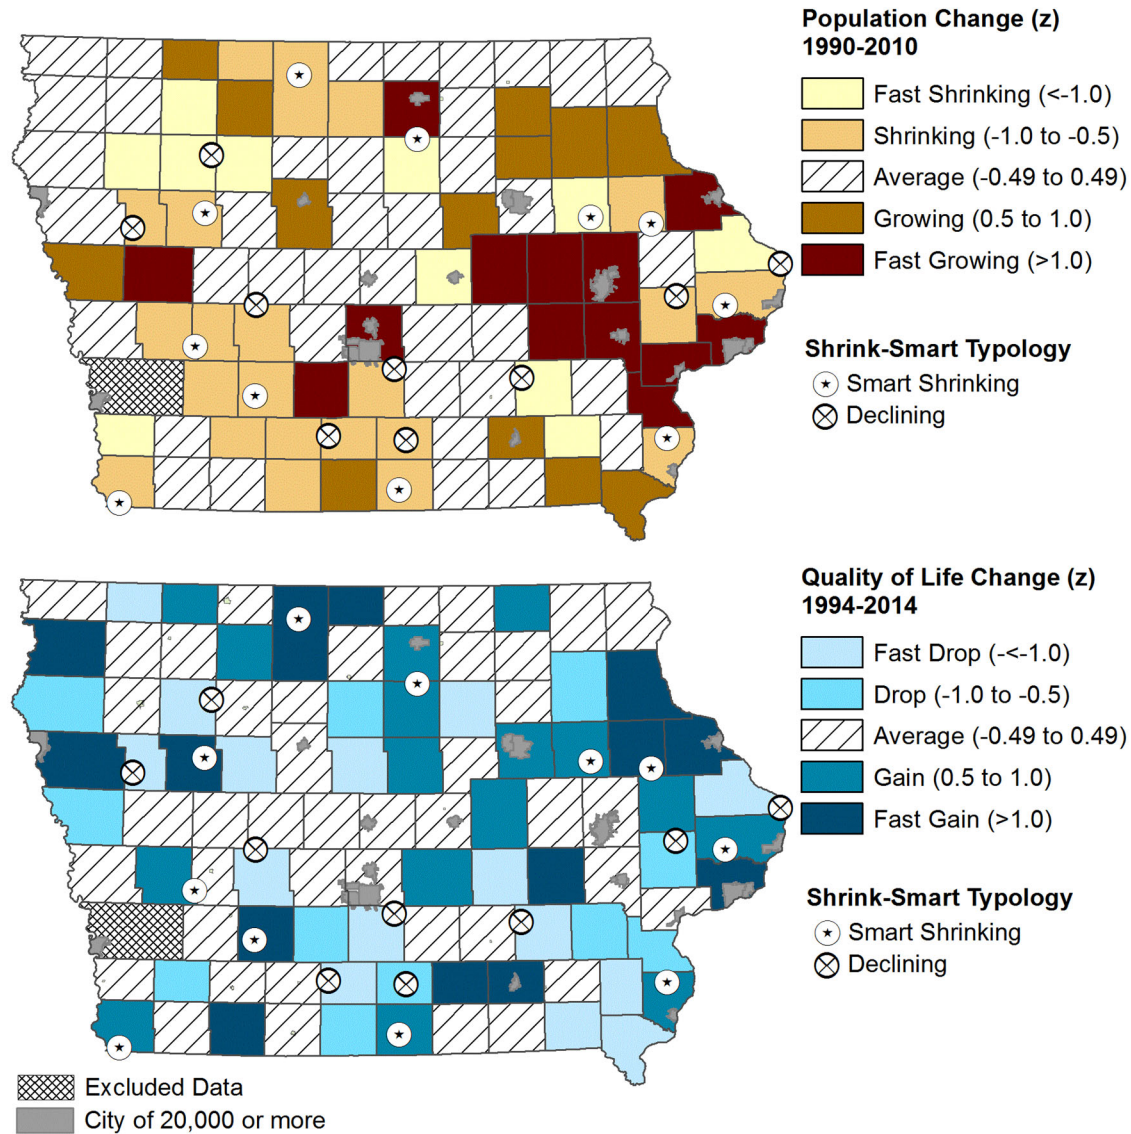 Population Change (z)
1990-2010
Fast Shrinking (<-1.0)
Shrinking (-1.0 to -0.5)
Average (-0.49 to 0.49)
Growing (0.5 to 1.0)
Fast Growing (>1.0)
Shrink-Smart Typology
Smart Shrinking
Declining
Quality of Life Change (z)
1994-2014
Fast Drop (-<-1.0)
Drop (-1.0 to -0.5)
Average (-0.49 to 0.49)
Gain (0.5 to 1.0)
Fast Gain (>1.0)
Shrink-Smart Typology
Smart Shrinking
Declining
Excluded Data
City of 20,000 or more